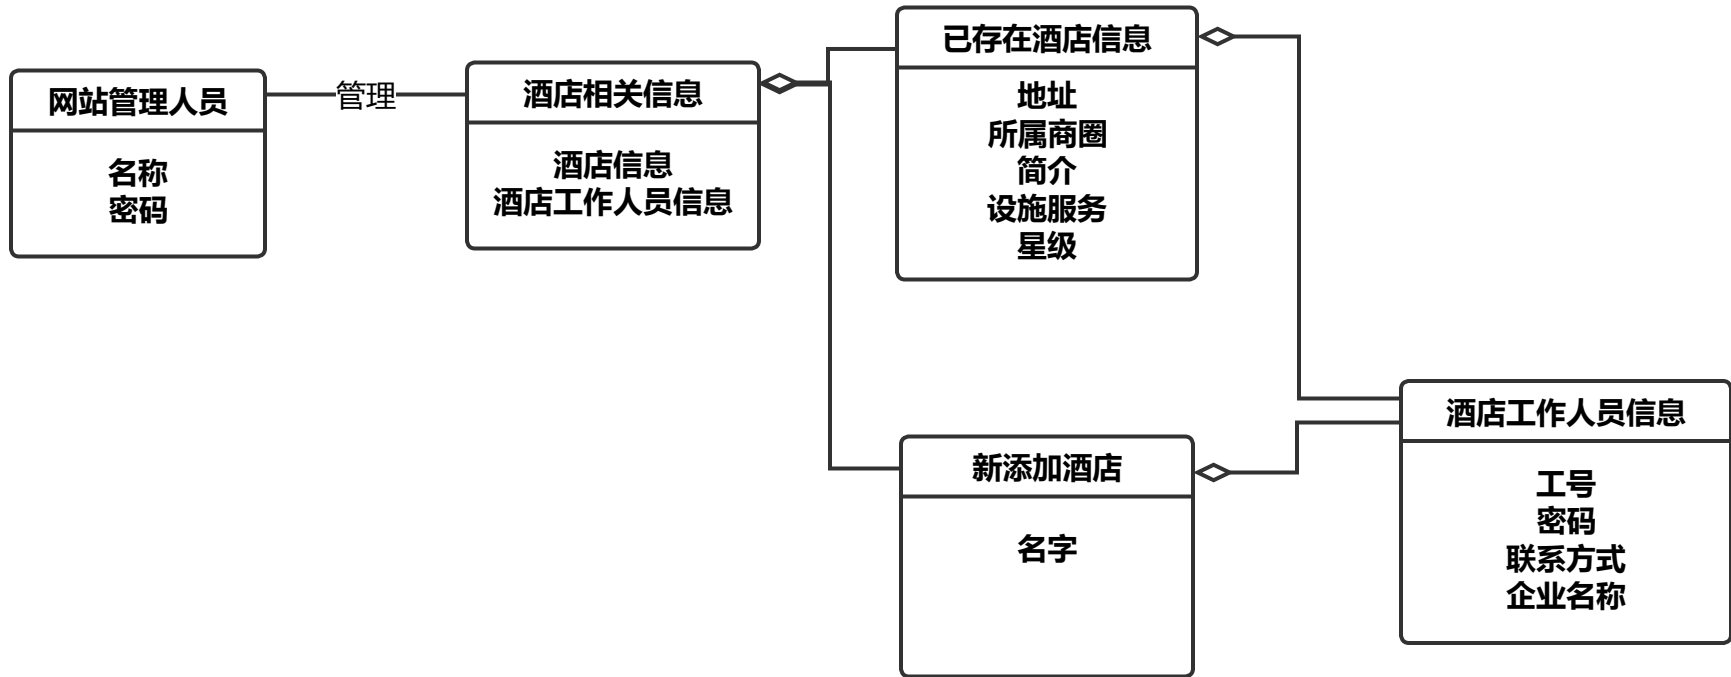 网站管理人员
名称
密码
管理
酒店相关信息
酒店信息
酒店工作人员信息
已存在酒店信息
地址
所属商圈
简介
设施服务
星级
新添加酒店
名字
酒店工作人员信息
工号
密码
联系方式
企业名称